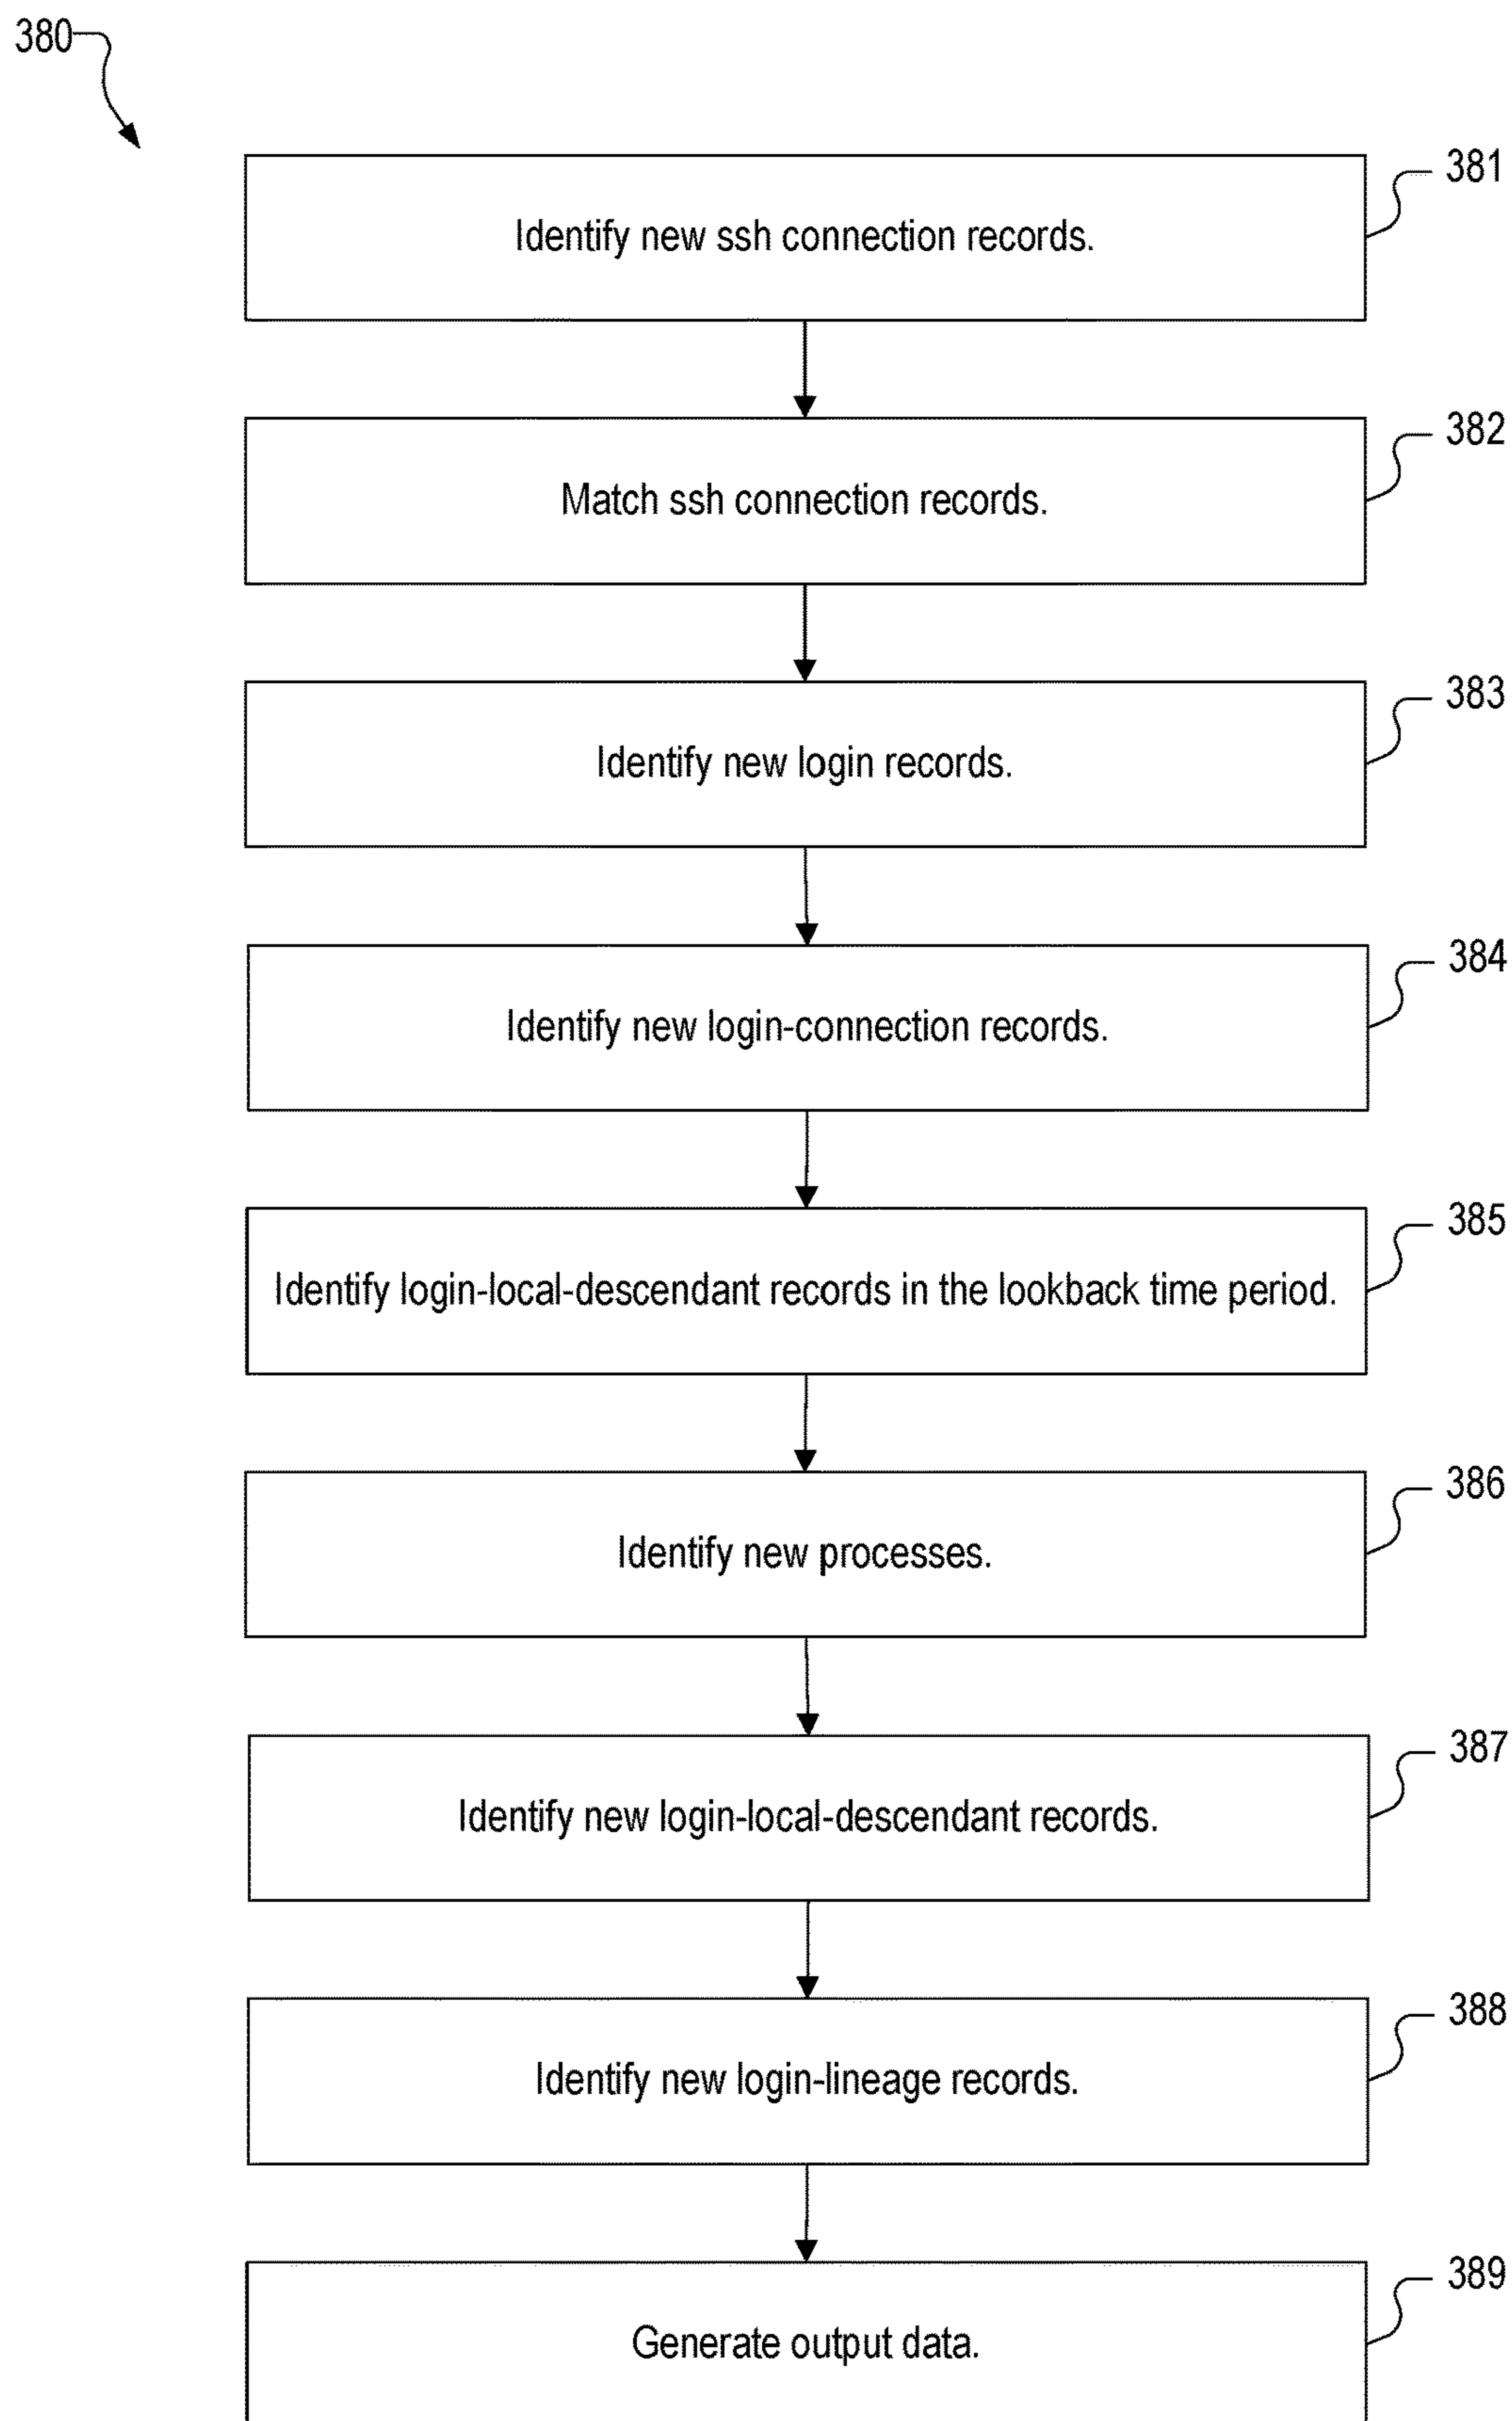 380
381
Identify new ssh connection records.
382
Match ssh connection records.
383
Identify new login records.
384
Identify new login-connection records.
385
Identify login-local-descendant records in the lookback time period.
386
Identify new processes.
387
Identify new login-local-descendant records.
388
Identify new login-lineage records.
389
Generate output data.